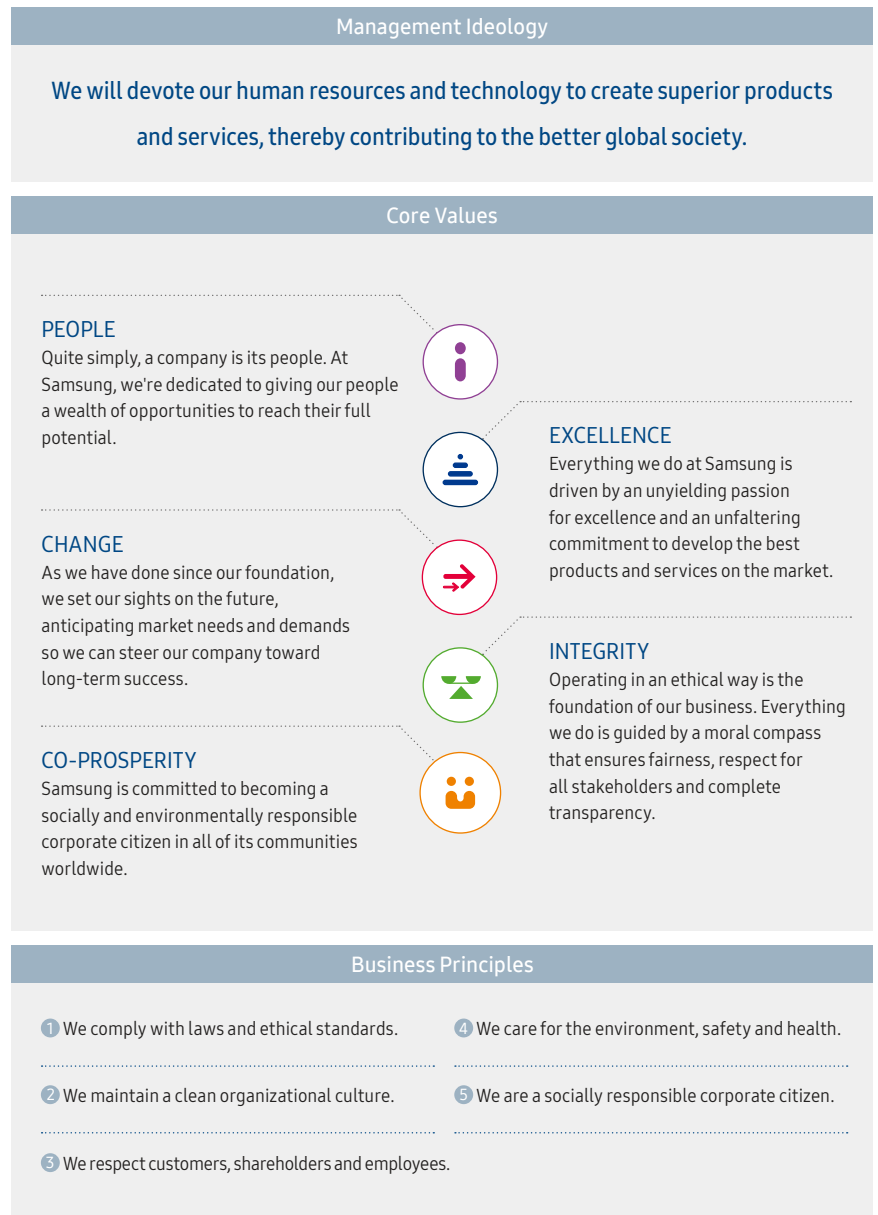 Management Ideology
We will devote our human resources and technology to create superior products
and services, thereby contributing to the better global society.
Core Values
PEOPLE
Quite simply, a company is its people. At
Samsung, we're dedicated to giving our people
a wealth of opportunities to reach their full
potential.
EXCELLENCE
Everything we do at Samsung is
driven by an unyielding passion
for excellence and an unfaltering
commitment to develop the best
products and services on the market.
CHANGE
As we have done since our foundation,
we set our sights on the future,
anticipating market needs and demands
so we can steer our company toward
long-term success.
INTEGRITY
Operating in an ethical way is the
foundation of our business. Everything
we do is guided by a moral compass
that ensures fairness, respect for
all stakeholders and complete
transparency.
CO-PROSPERITY
Samsung is committed to becoming a
socially and environmentally responsible
corporate citizen in all of its communities
worldwide.
Business Principles
1 We comply with laws and ethical standards.
2 We maintain a clean organizational culture.
3 We respect customers, shareholders and employees.
4 We care for the environment, safety and health.
5 We are a socially responsible corporate citizen.